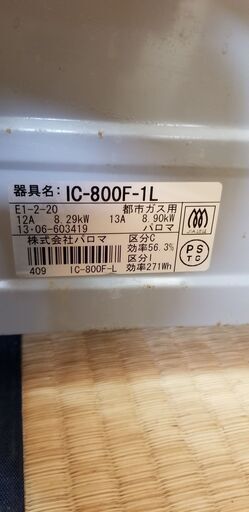 器具名: IC-800F-1L
E1-2-20 都市ガス用
12A 8.29kW 13A 8.90kW
13・06-603419 パロマ
株式会社パロマ 区分C
効率56.3%
区分I
409 IC-800F-L 効率271Wh
PS
TG